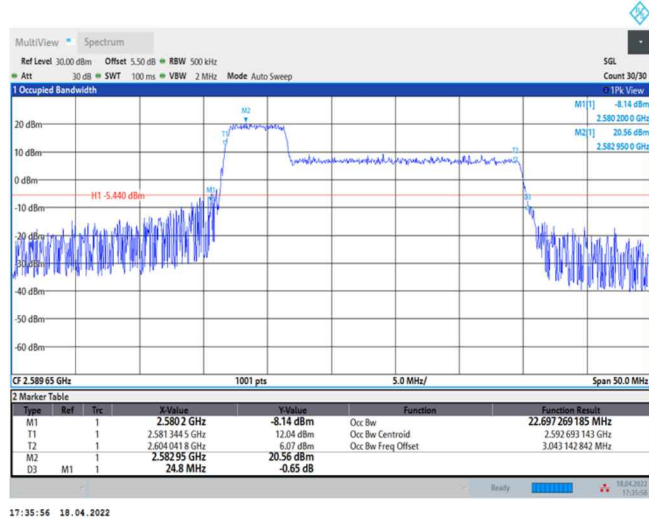 MultiView Spectrum
Ref Level 30.00 dBm Offset 5.50 dB RBW 500 kHz SGL
Att 30 dB SWT 100 ms VBW 2 MHz Mode Auto Sweep Count 30/30
1 Occupied Bandwidth 1Pk View
M1[1] -8.14 dBm
2.580 200 0 GHz
M2[1] 20.56 dBm
2.582 950 0 GHz
M2
20 dBm
T1
T2
10 dBm
0 dBm
H1 -5.440 dBm
M1
D3
-10 dBm
-20 dBm
-30 dBm
-40 dBm
-50 dBm
-60 dBm
CF 2.589 65 GHz 1001 pts 5.0 MHz/ Span 50.0 MHz
2 Marker Table
Type Ref Trc X-Value Y-Value Function Function Result
M1 1 2.580 2 GHz -8.14 dBm Occ Bw 22.697 269 185 MHz
T1 1 2.581 344 5 GHz 12.04 dBm Occ Bw Centroid 2.592 693 143 GHz
T2 1 2.604 041 8 GHz 6.07 dBm Occ Bw Freq Offset 3.043 142 842 MHz
M2 1 2.582 95 GHz 20.56 dBm
D3 M1 1 24.8 MHz -0.65 dB
Ready 18.04.2022
17:35:56
17:35:56 18.04.2022